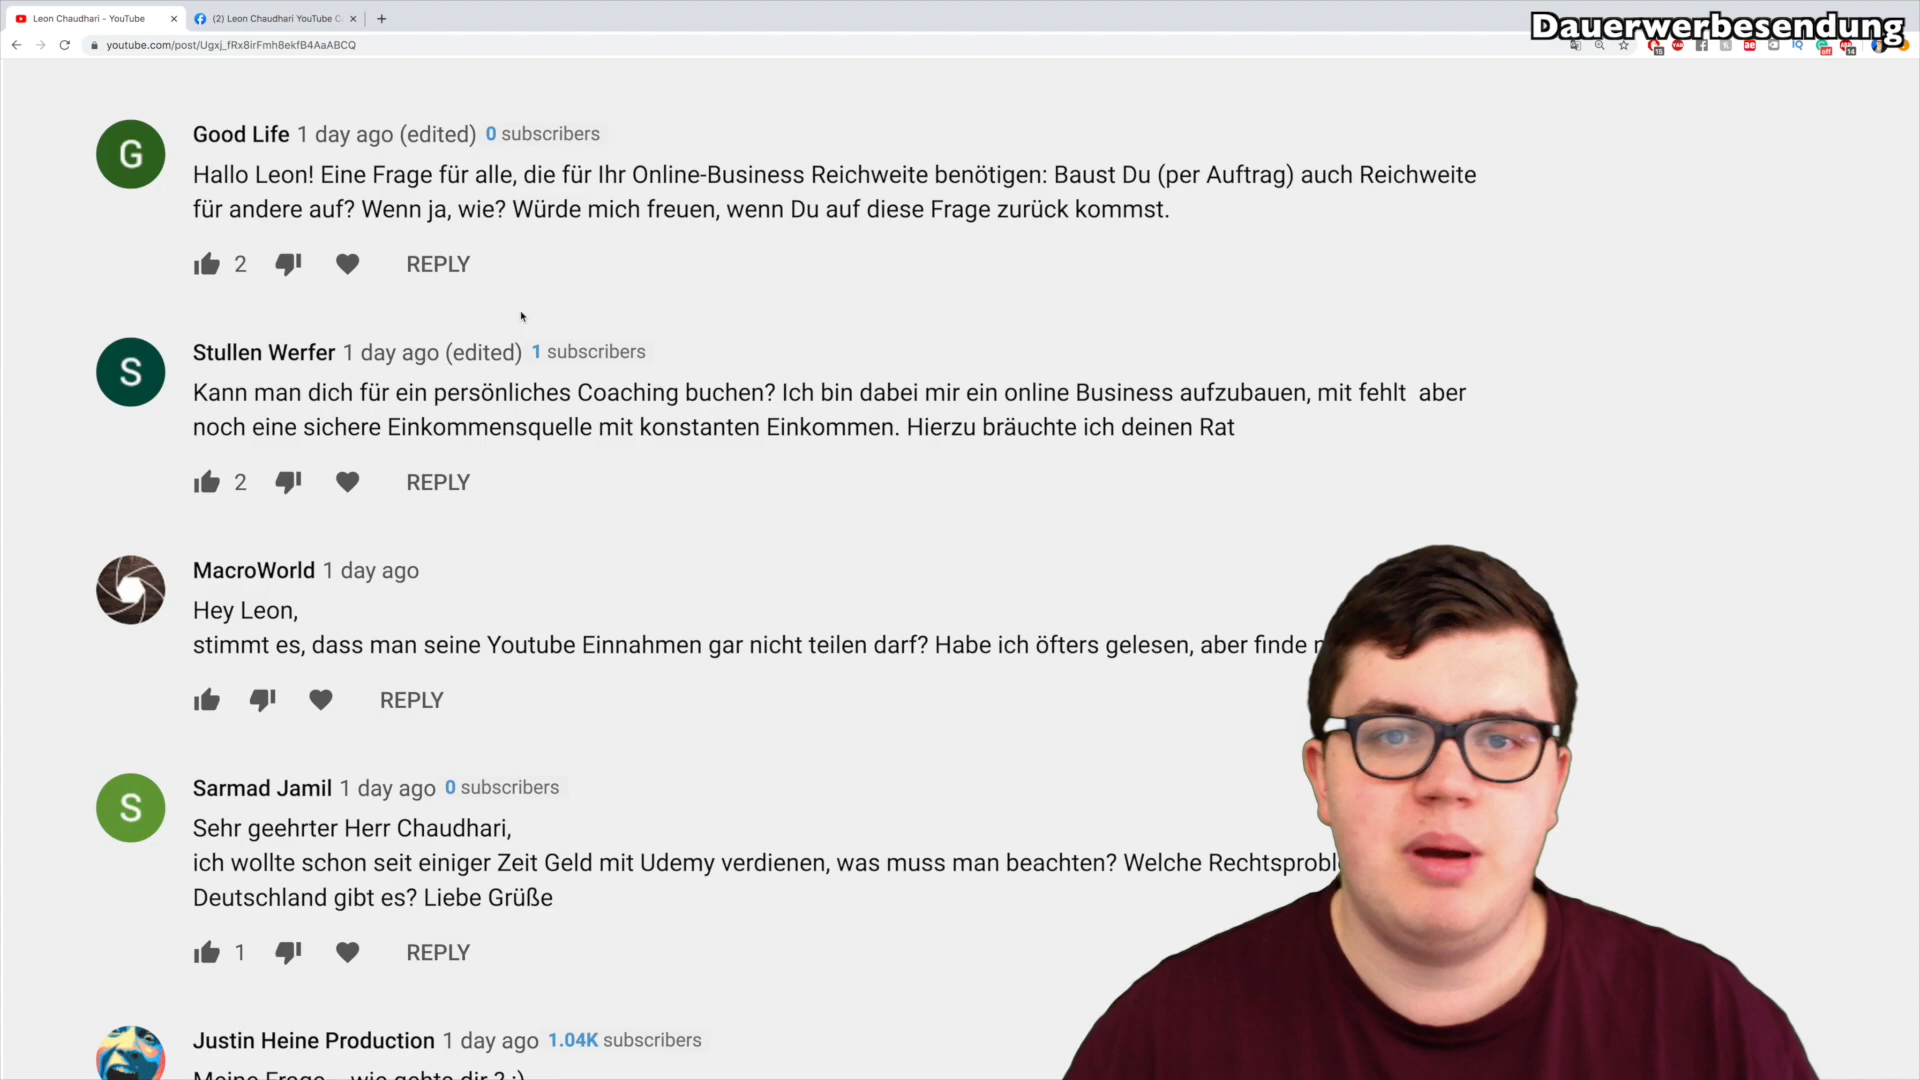 Leon Chaudhari - YouTube
(2) Leon Chaudhari YouTube
Dauerwerbesendung
youtube.com/post/Ugxj_fRx8irFmh8ekfB4AaABCQ
G
Good Life 1 day ago (edited) 0 subscribers
Hallo Leon! Eine Frage für alle, die für Ihr Online-Business Reichweite benötigen: Baust Du (per Auftrag) auch Reichweite
für andere auf? Wenn ja, wie? Würde mich freuen, wenn Du auf diese Frage zurück kommst.
2 REPLY
S
Stullen Werfer 1 day ago (edited) 1 subscribers
Kann man dich für ein persönliches Coaching buchen? Ich bin dabei mir ein online Business aufzubauen, mit fehlt aber
noch eine sichere Einkommensquelle mit konstanten Einkommen. Hierzu bräuchte ich deinen Rat
2 REPLY
MacroWorld 1 day ago
Hey Leon,
stimmt es, dass man seine Youtube Einnahmen gar nicht teilen darf? Habe ich öfters gelesen, aber finde
REPLY
S
Sarmad Jamil 1 day ago 0 subscribers
Sehr geehrter Herr Chaudhari,
ich wollte schon seit einiger Zeit Geld mit Udemy verdienen, was muss man beachten? Welche Rechtsprobl
Deutschland gibt es? Liebe Grüße
1 REPLY
Justin Heine Production 1 day ago 1.04K subscribers
Meine Frage... wie gehts dir ? :)